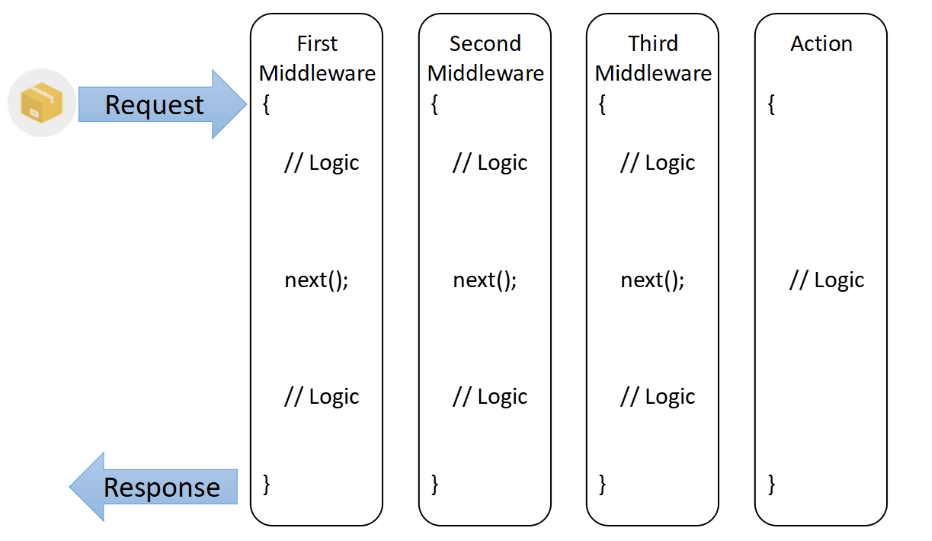 Request
First
Middleware
{
// Logic
next();
// Logic
}
Second
Middleware
{
// Logic
next();
// Logic
}
Third
Middleware
{
// Logic
next();
// Logic
}
Action
{
// Logic
}
Response